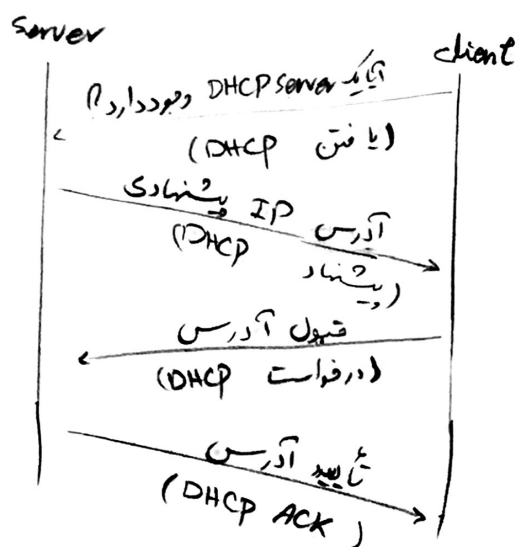 server
client
آیا یک DHCP server وجود دارد؟
(یافتن DHCP)
آدرس IP پیشنهادی
(پیشنهاد DHCP)
قبول آدرس
(درخواست DHCP)
تأیید آدرس
(DHCP ACK)